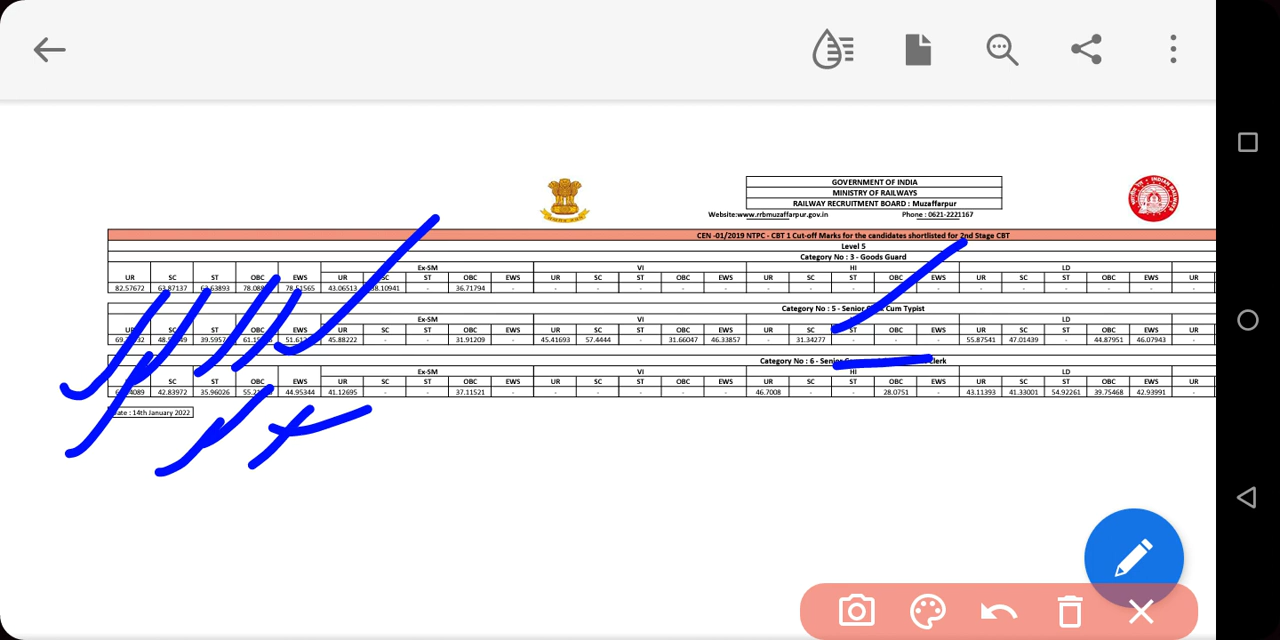 GOVERNMENT OF INDIA
MINISTRY OF RAILWAYS
RAILWAY RECRUITMENT BOARD : Muzaffarpur
Website:www.rrbmuzaffarpur.gov.in Phone : 0621-2221167
CEN -01/2019 NTPC - CBT 1 Cut-off Marks for the candidates shortlisted for 2nd Stage CBT
Level 5
Category No : 3 - Goods Guard
Ex-SM VI HI LD
UR SC ST OBC EWS UR SC ST OBC EWS UR SC ST OBC EWS UR SC ST OBC EWS UR SC ST OBC EWS UR
82.57672 43.06513 - 36.71794 - - - - - - - - - - - - - - - - -
Category No : 5 - Senior Cum Typist
Ex-SM VI HI LD
SC ST OBC EWS UR SC ST OBC EWS UR SC ST OBC EWS UR SC OBC EWS UR SC ST OBC EWS UR
45.88222 - - 31.91209 - 45.41693 57.4444 - 31.66047 46.33857 - 31.34277 - - - 55.87541 47.01439 - 44.87951 46.07943 -
Category No : 6 - Clerk
Ex-SM VI HI LD
SC ST OBC EWS UR SC ST OBC EWS UR SC ST OBC EWS UR SC ST OBC EWS UR SC ST OBC EWS UR
42.83972 35.96026 44.95344 41.12695 - - 37.11521 - - - - - - 46.7008 - - 28.0751 - 43.11393 41.33001 54.92261 39.75468 42.93991 -
: 14th January 2022